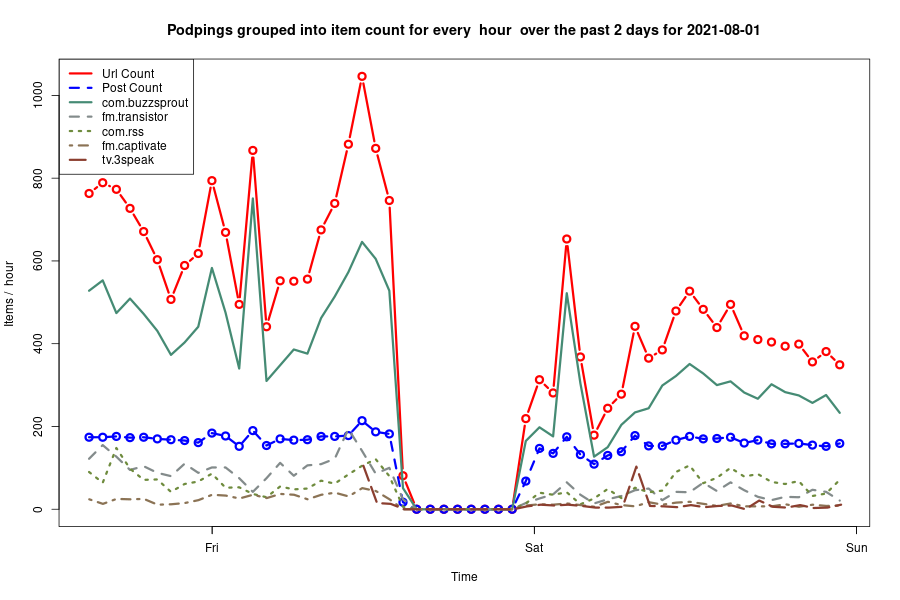 Podpings grouped into item count for every  hour  over the past 2 days for 2021-08-01
Url Count
Post Count
com.buzzsprout
fm.transistor
com.rss
fm.captivate
tv.3speak
Items /  hour
1000
800
600
400
200
0
Fri
Sat
Sun
Time